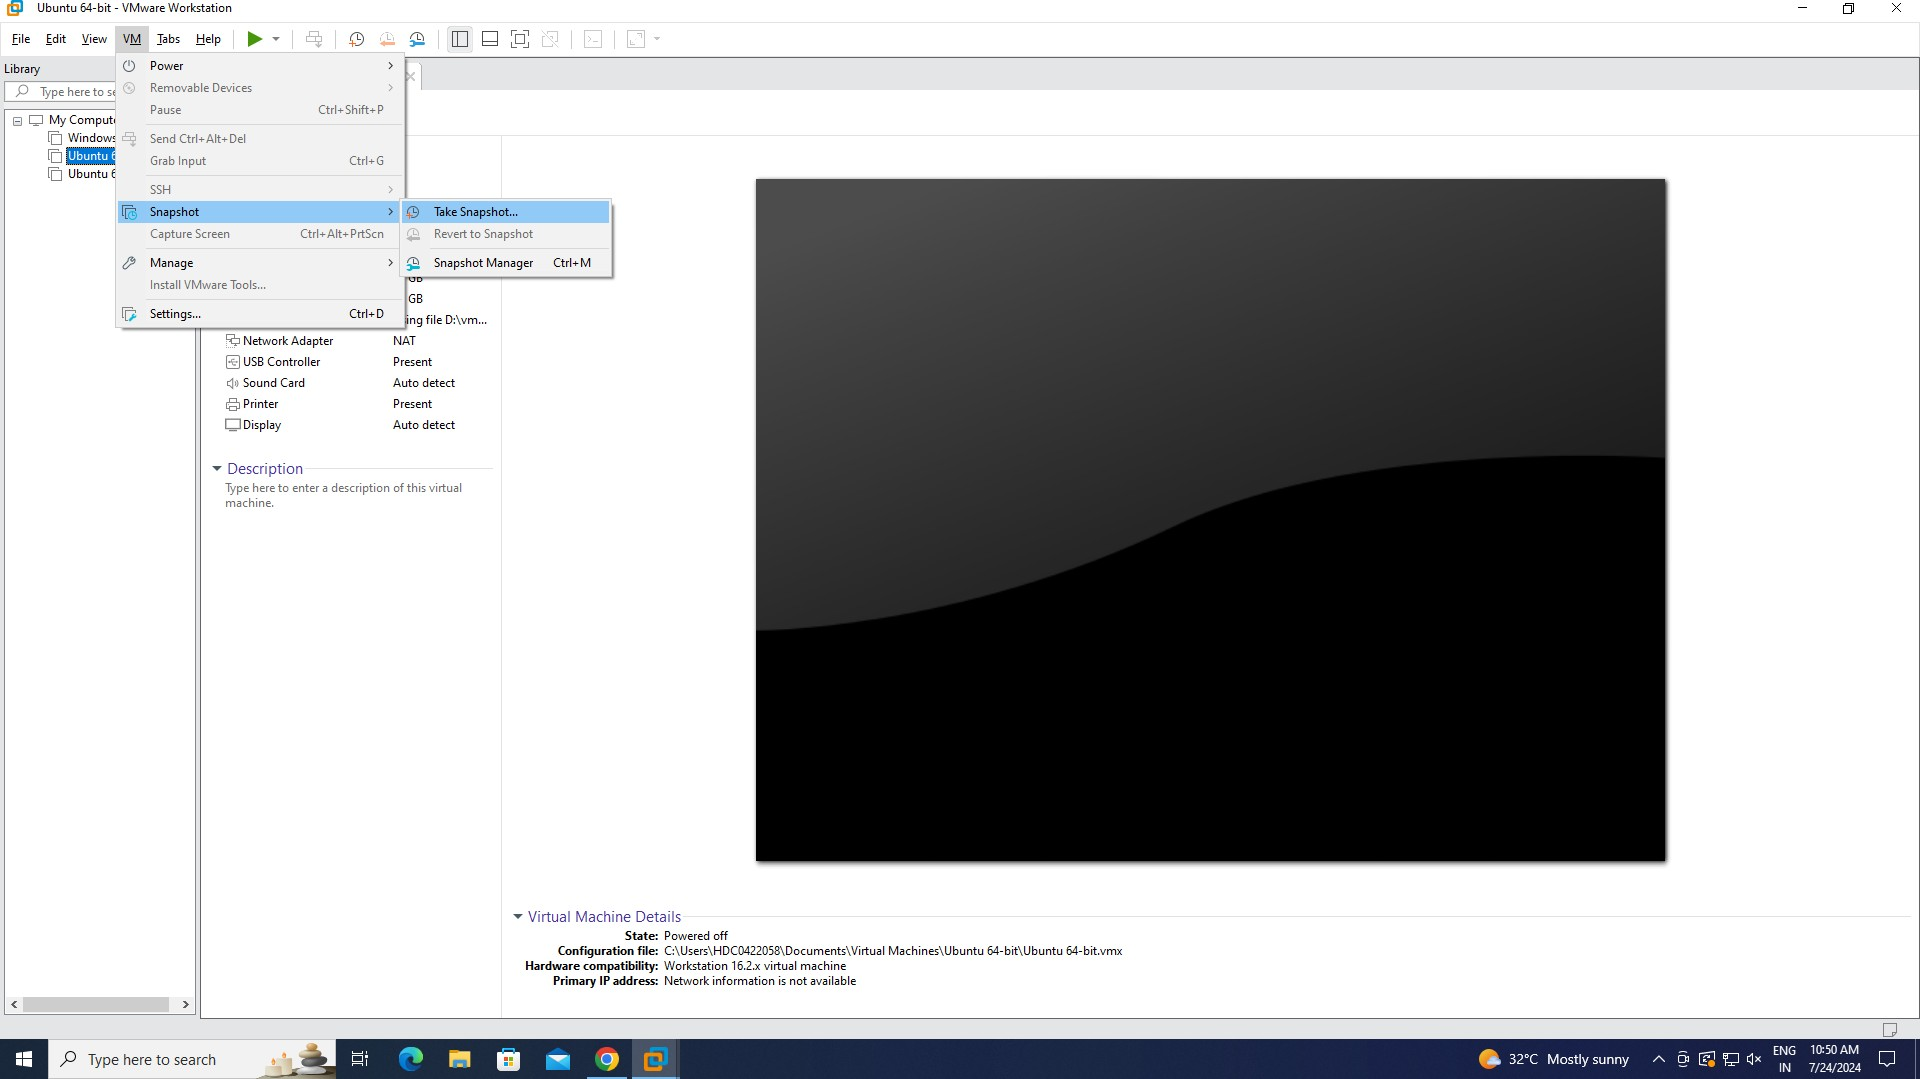 Ubuntu 64-bit - VMware Workstation
File Edit View VM Tabs Help
Library
Type here to se
My Compute
Windows
Ubuntu 6
Ubuntu 6
Power
Removable Devices
Pause Ctrl+Shift+P
Send Ctrl+Alt+Del
Grab Input Ctrl+G
SSH
Snapshot
Capture Screen Ctrl+Alt+PrtScn
Manage
Install VMware Tools...
Settings... Ctrl+D
Take Snapshot...
Revert to Snapshot
Snapshot Manager Ctrl+M
GB
GB
ing file D:\vm...
Network Adapter NAT
USB Controller Present
Sound Card Auto detect
Printer Present
Display Auto detect
Description
Type here to enter a description of this virtual
machine.
Virtual Machine Details
State: Powered off
Configuration file: C:\Users\HDC0422058\Documents\Virtual Machines\Ubuntu 64-bit\Ubuntu 64-bit.vmx
Hardware compatibility: Workstation 16.2.x virtual machine
Primary IP address: Network information is not available
Type here to search
32°C Mostly sunny
ENG
IN
10:50 AM
7/24/2024